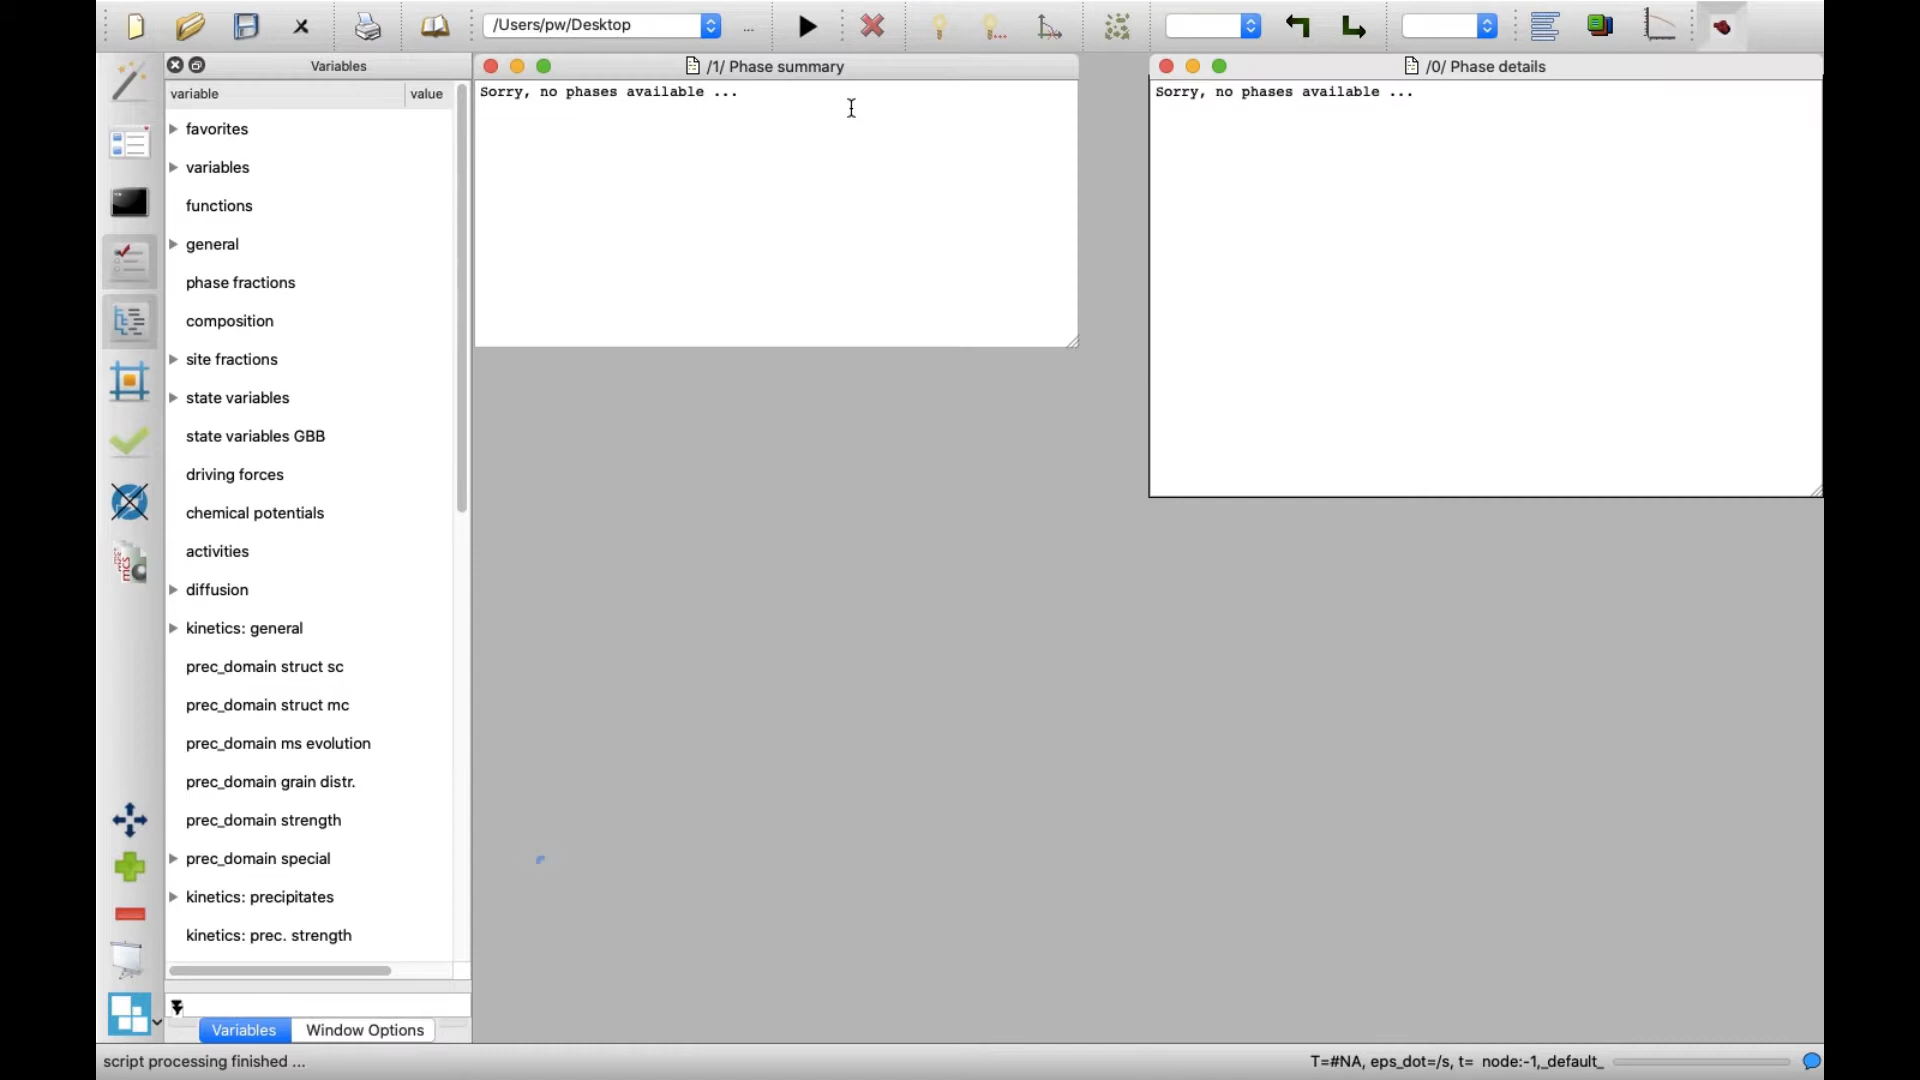 /Users/pw/Desktop
...
Variables
variable value
favorites
variables
functions
general
phase fractions
composition
site fractions
state variables
state variables GBB
driving forces
chemical potentials
activities
diffusion
kinetics: general
prec_domain struct sc
prec_domain struct mc
prec_domain ms evolution
prec_domain grain distr.
prec_domain strength
prec_domain special
kinetics: precipitates
kinetics: prec. strength
Variables Window Options
/1/ Phase summary
Sorry, no phases available ...
/0/ Phase details
Sorry, no phases available ...
script processing finished ...
T=#NA, eps_dot=/s, t= node:-1,_default_